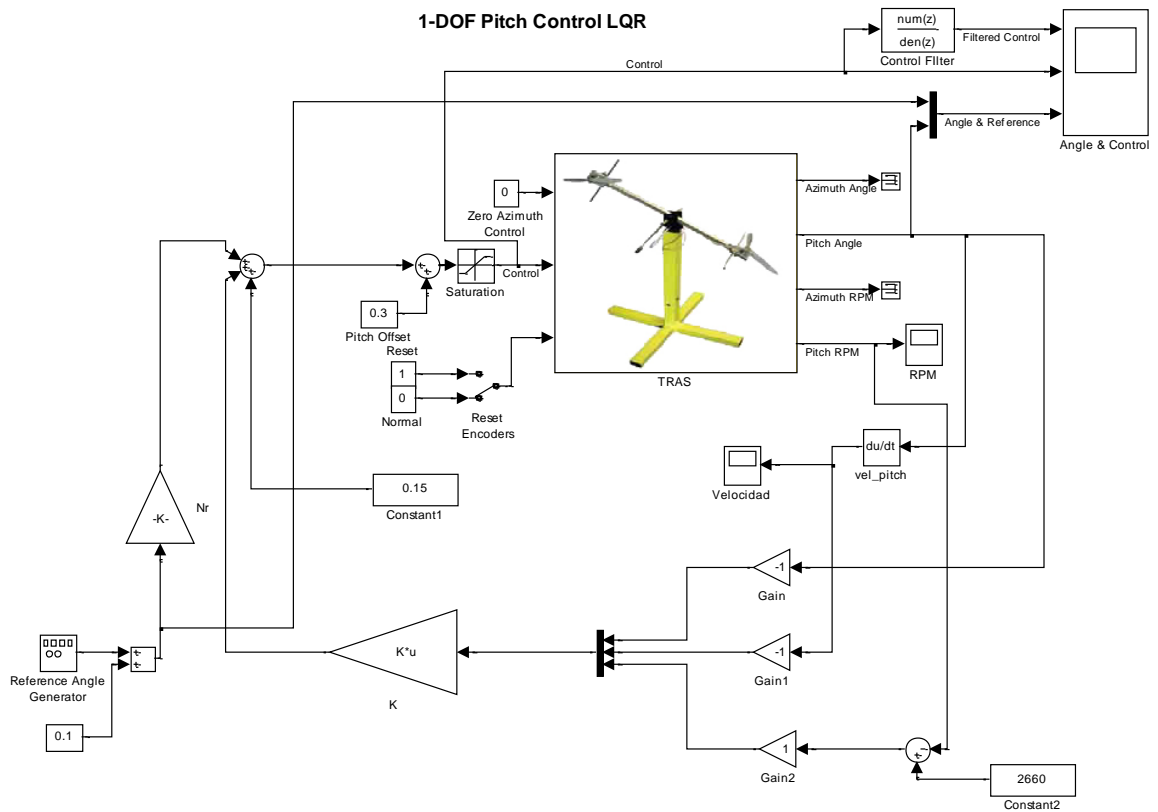 1-DOF Pitch Control LQR
num(z)
den(z)
Control FIlter
Filtered Control
Control
Angle & Reference
Angle & Control
0
Zero Azimuth
Control
Azimuth Angle
Pitch Angle
Azimuth RPM
Pitch RPM
TRAS
RPM
Saturation
Control
0.3
Pitch Offset
Reset
1
0
Normal
Reset
Encoders
du/dt
vel_pitch
Velocidad
0.15
Constant1
-K-
Nr
-1
Gain
-1
Gain1
K*u
K
Reference Angle
Generator
0.1
1
Gain2
2660
Constant2